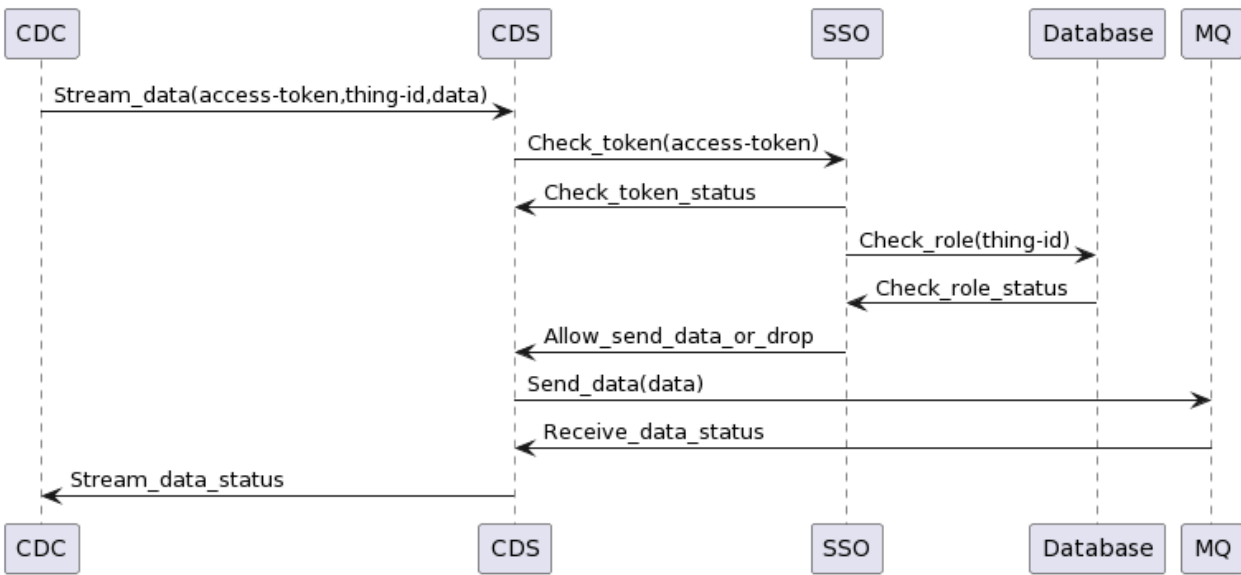 CDC CDS SSO Database MQ
Stream_data(access-token,thing-id,data)
Check_token(access-token)
Check_token_status
Check_role(thing-id)
Check_role_status
Allow_send_data_or_drop
Send_data(data)
Receive_data_status
Stream_data_status
CDC CDS SSO Database MQ